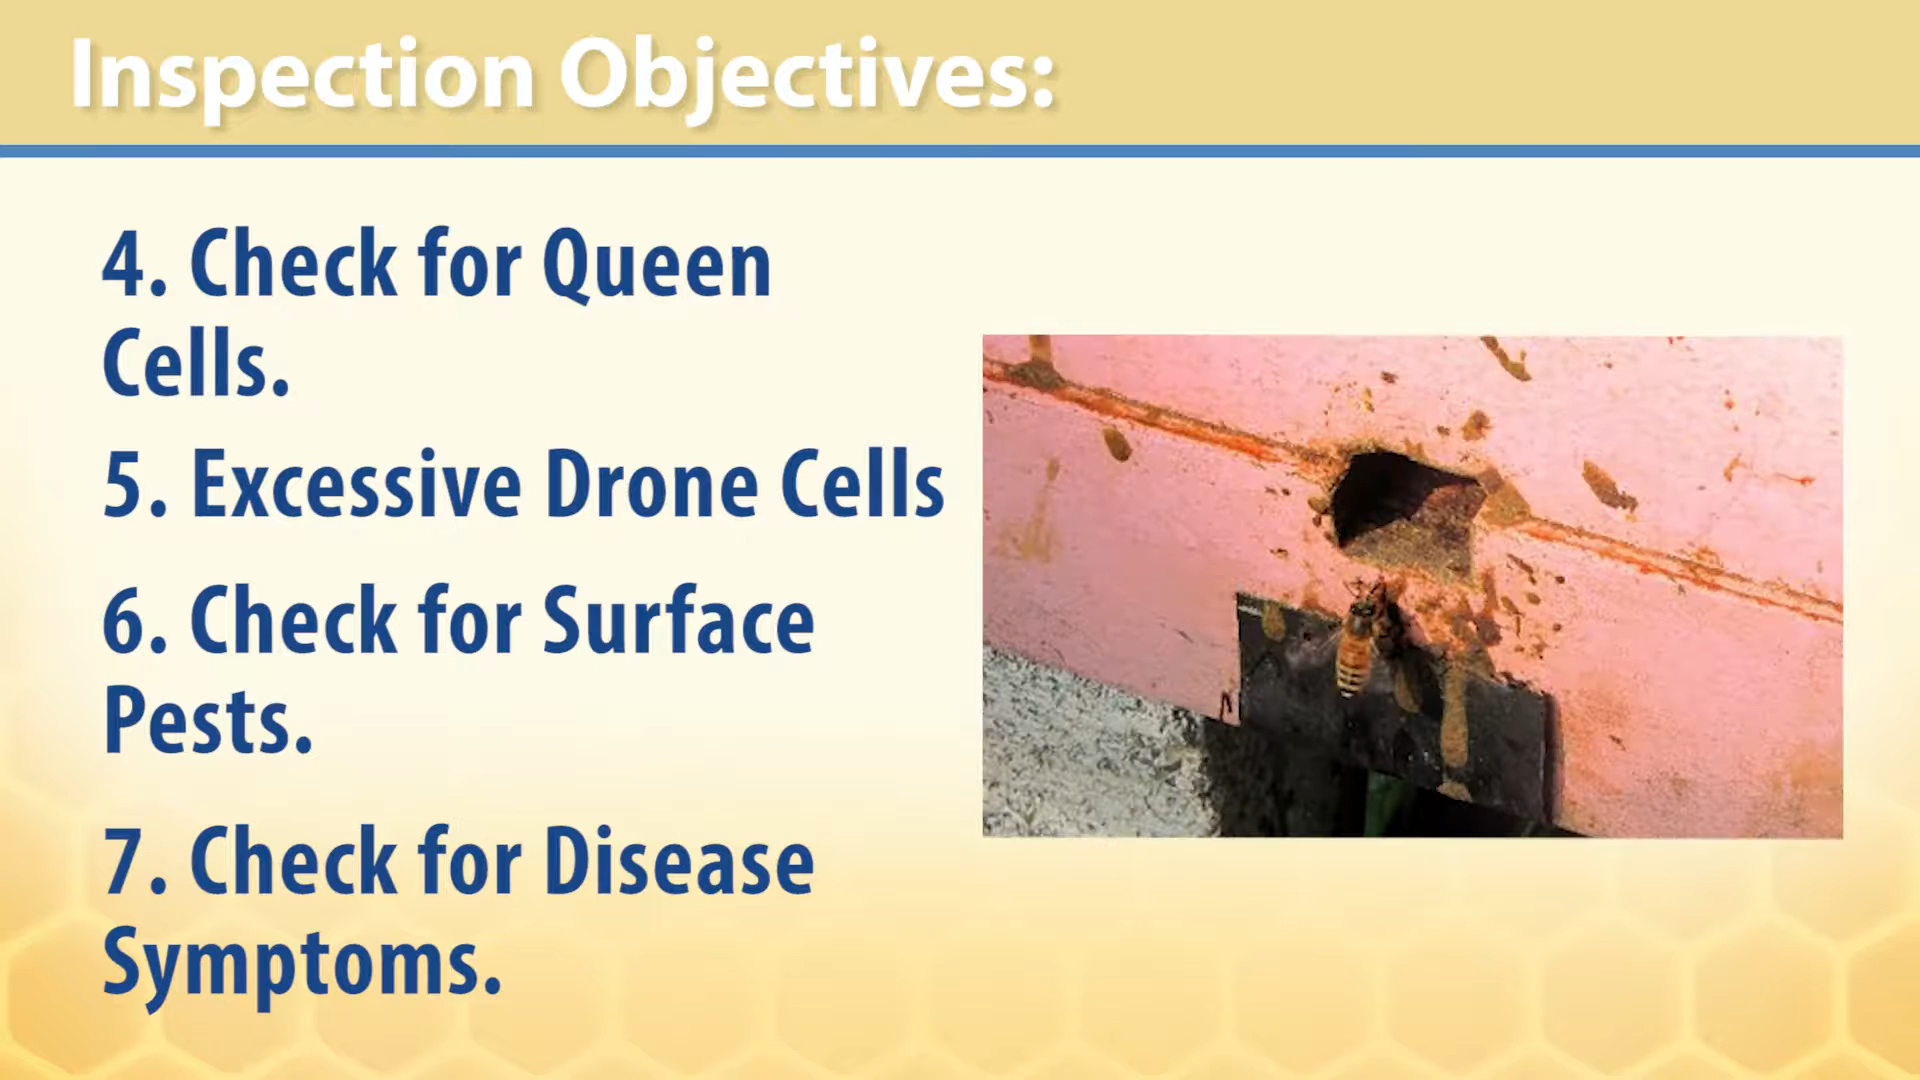 Inspection Objectives:
4. Check for Queen
Cells.
5. Excessive Drone Cells
6. Check for Surface
Pests.
7. Check for Disease
Symptoms.